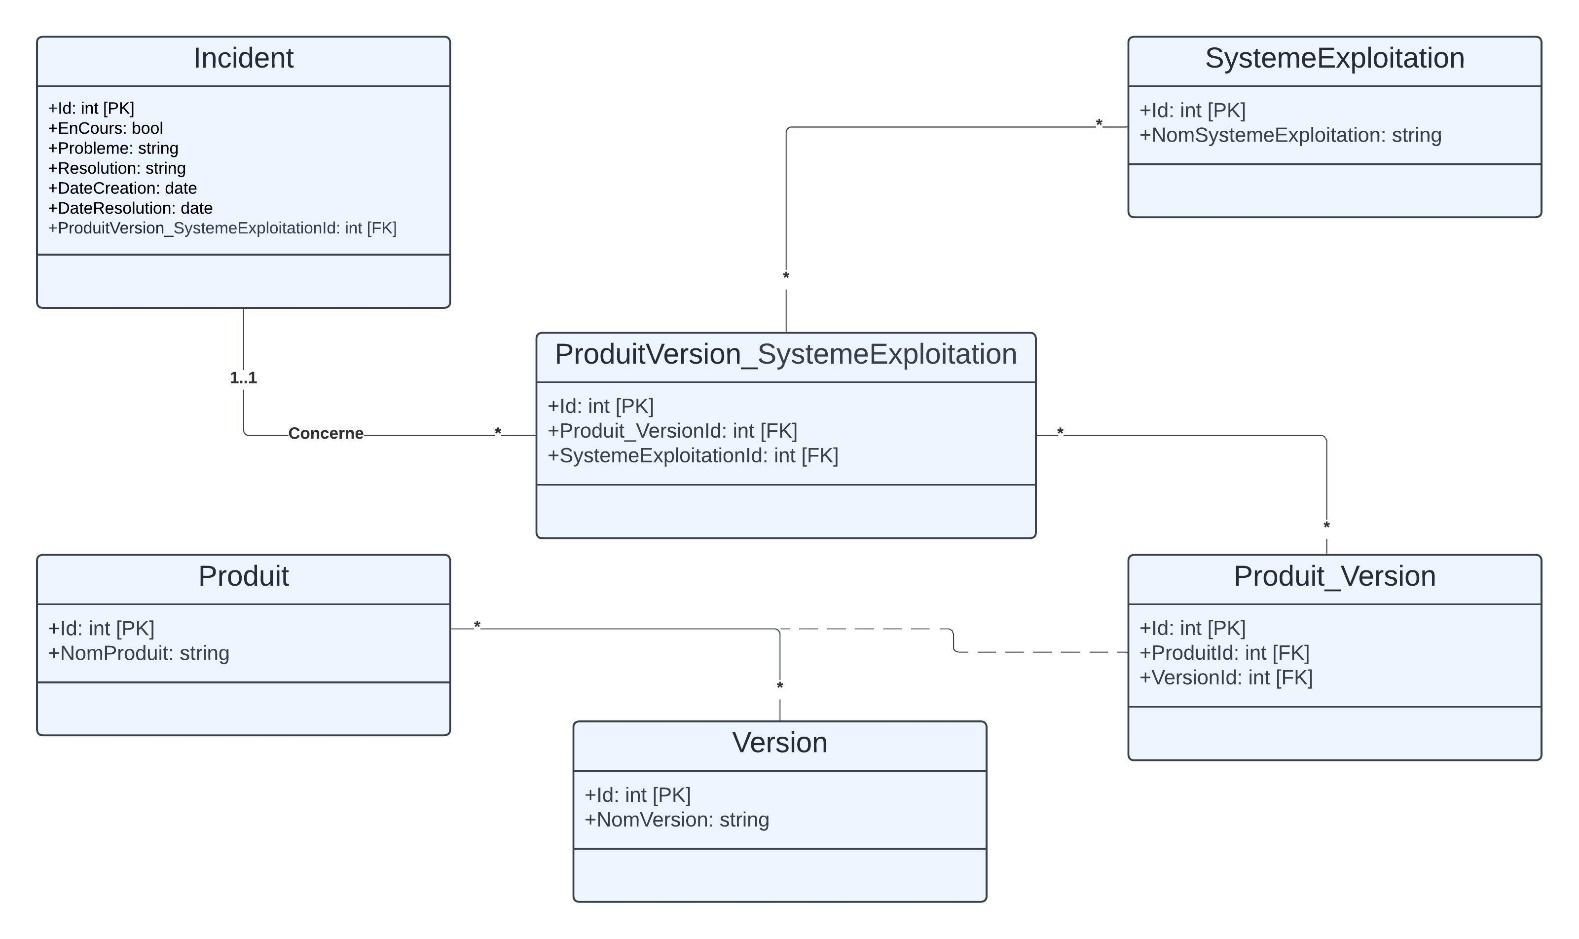 Incident
+Id: int [PK]
+EnCours: bool
+Probleme: string
+Resolution: string
+DateCreation: date
+DateResolution: date
+ProduitVersion_SystemeExploitationId: int [FK]
SystemeExploitation
+Id: int [PK]
+NomSystemeExploitation: string
*
*
ProduitVersion_SystemeExploitation
+Id: int [PK]
+Produit_VersionId: int [FK]
+SystemeExploitationId: int [FK]
1..1
Concerne
*
*
*
Produit
+Id: int [PK]
+NomProduit: string
*
*
Produit_Version
+Id: int [PK]
+ProduitId: int [FK]
+VersionId: int [FK]
Version
+Id: int [PK]
+NomVersion: string